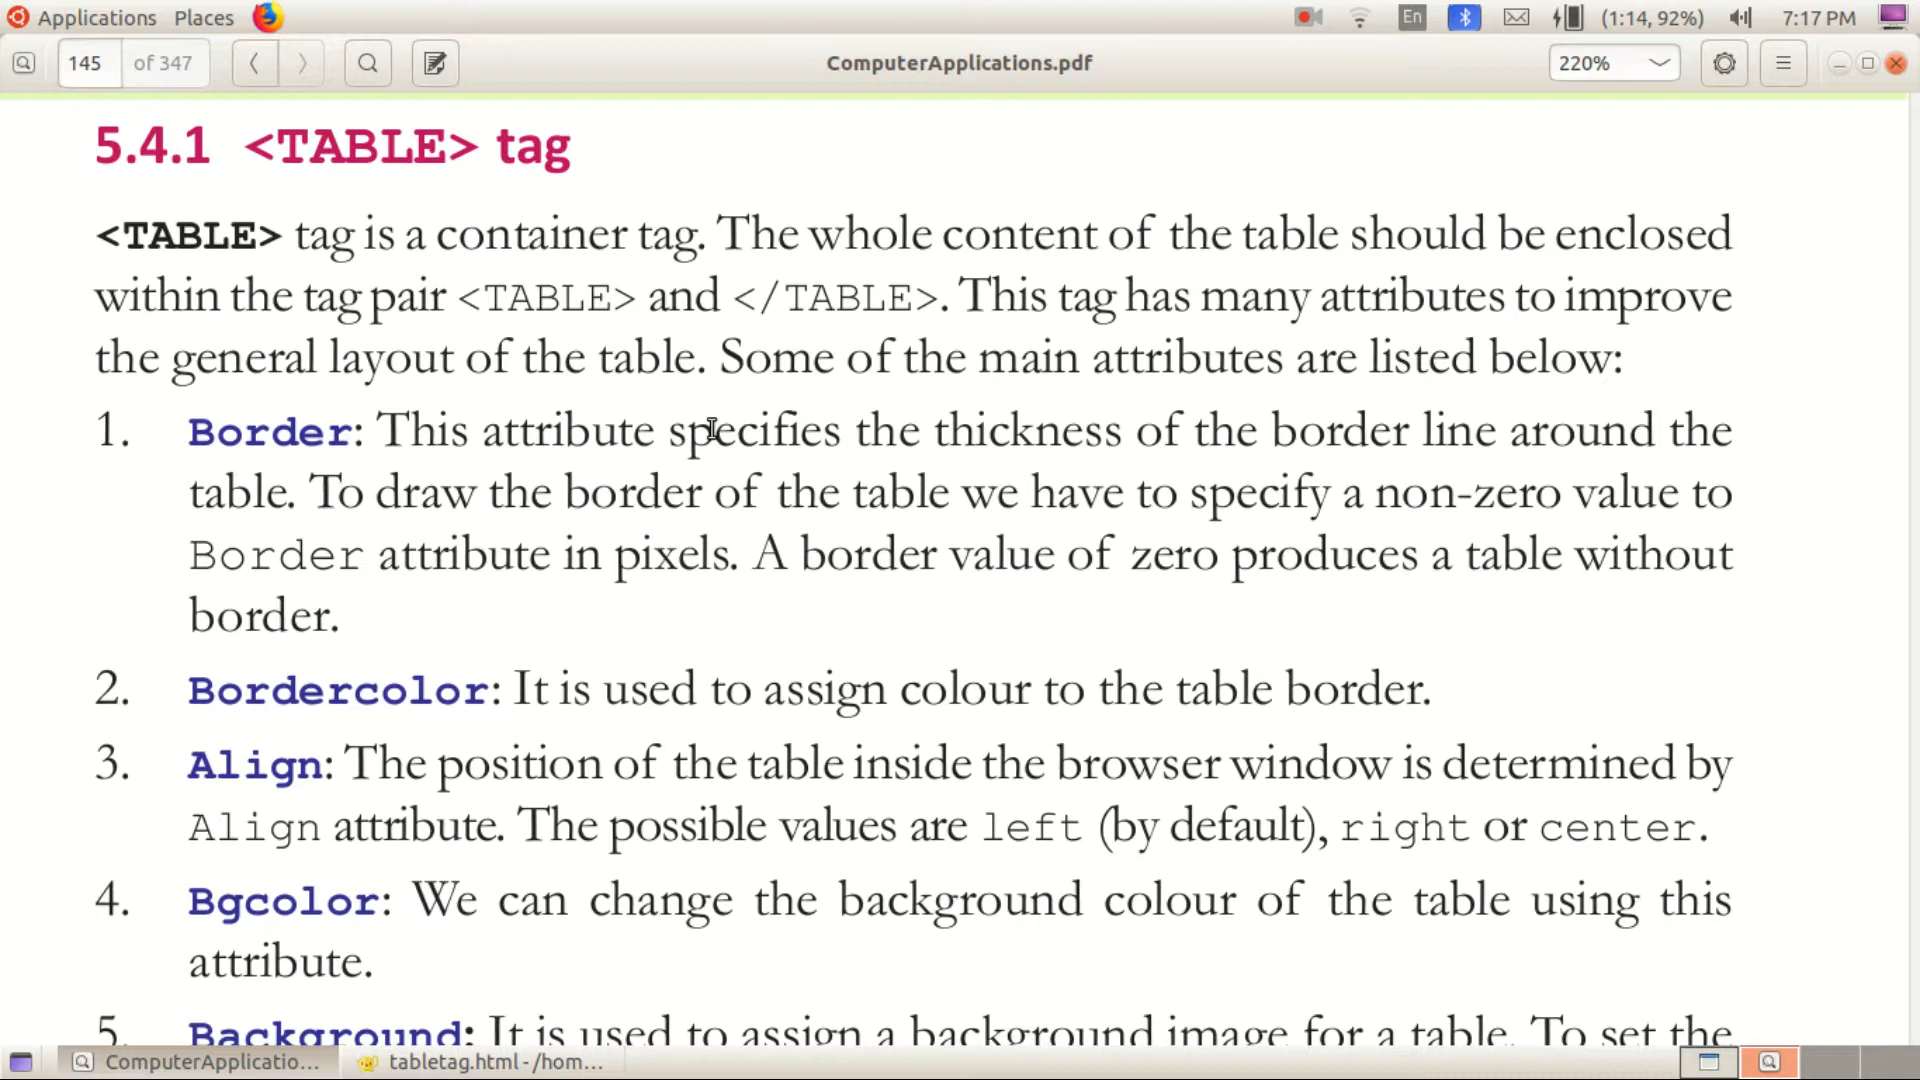 Applications Places En (1:14, 92%) 7:17 PM
145 of 347 ComputerApplications.pdf 220%
5.4.1 <TABLE> tag
<TABLE> tag is a container tag. The whole content of the table should be enclosed
within the tag pair <TABLE> and </TABLE>. This tag has many attributes to improve
the general layout of the table. Some of the main attributes are listed below:
1. Border: This attribute specifies the thickness of the border line around the
table. To draw the border of the table we have to specify a non-zero value to
Border attribute in pixels. A border value of zero produces a table without
border.
2. Bordercolor: It is used to assign colour to the table border.
3. Align: The position of the table inside the browser window is determined by
Align attribute. The possible values are left (by default), right or center.
4. Bgcolor: We can change the background colour of the table using this
attribute.
5. Background: It is used to assign a background image for a table. To set the
ComputerApplicatio... tabletag.html - /hom...